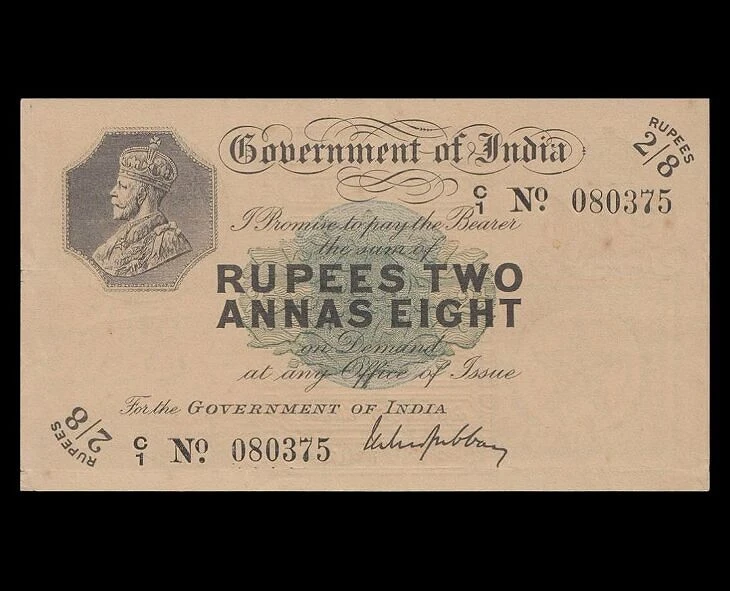 Government of India
RUPEES
2/8
C/1 Nº 080375
I Promise to pay the Bearer
the sum of
RUPEES TWO
ANNAS EIGHT
on Demand
at any Office of Issue
For the GOVERNMENT OF INDIA
RUPEES
2/8
C/1 Nº 080375